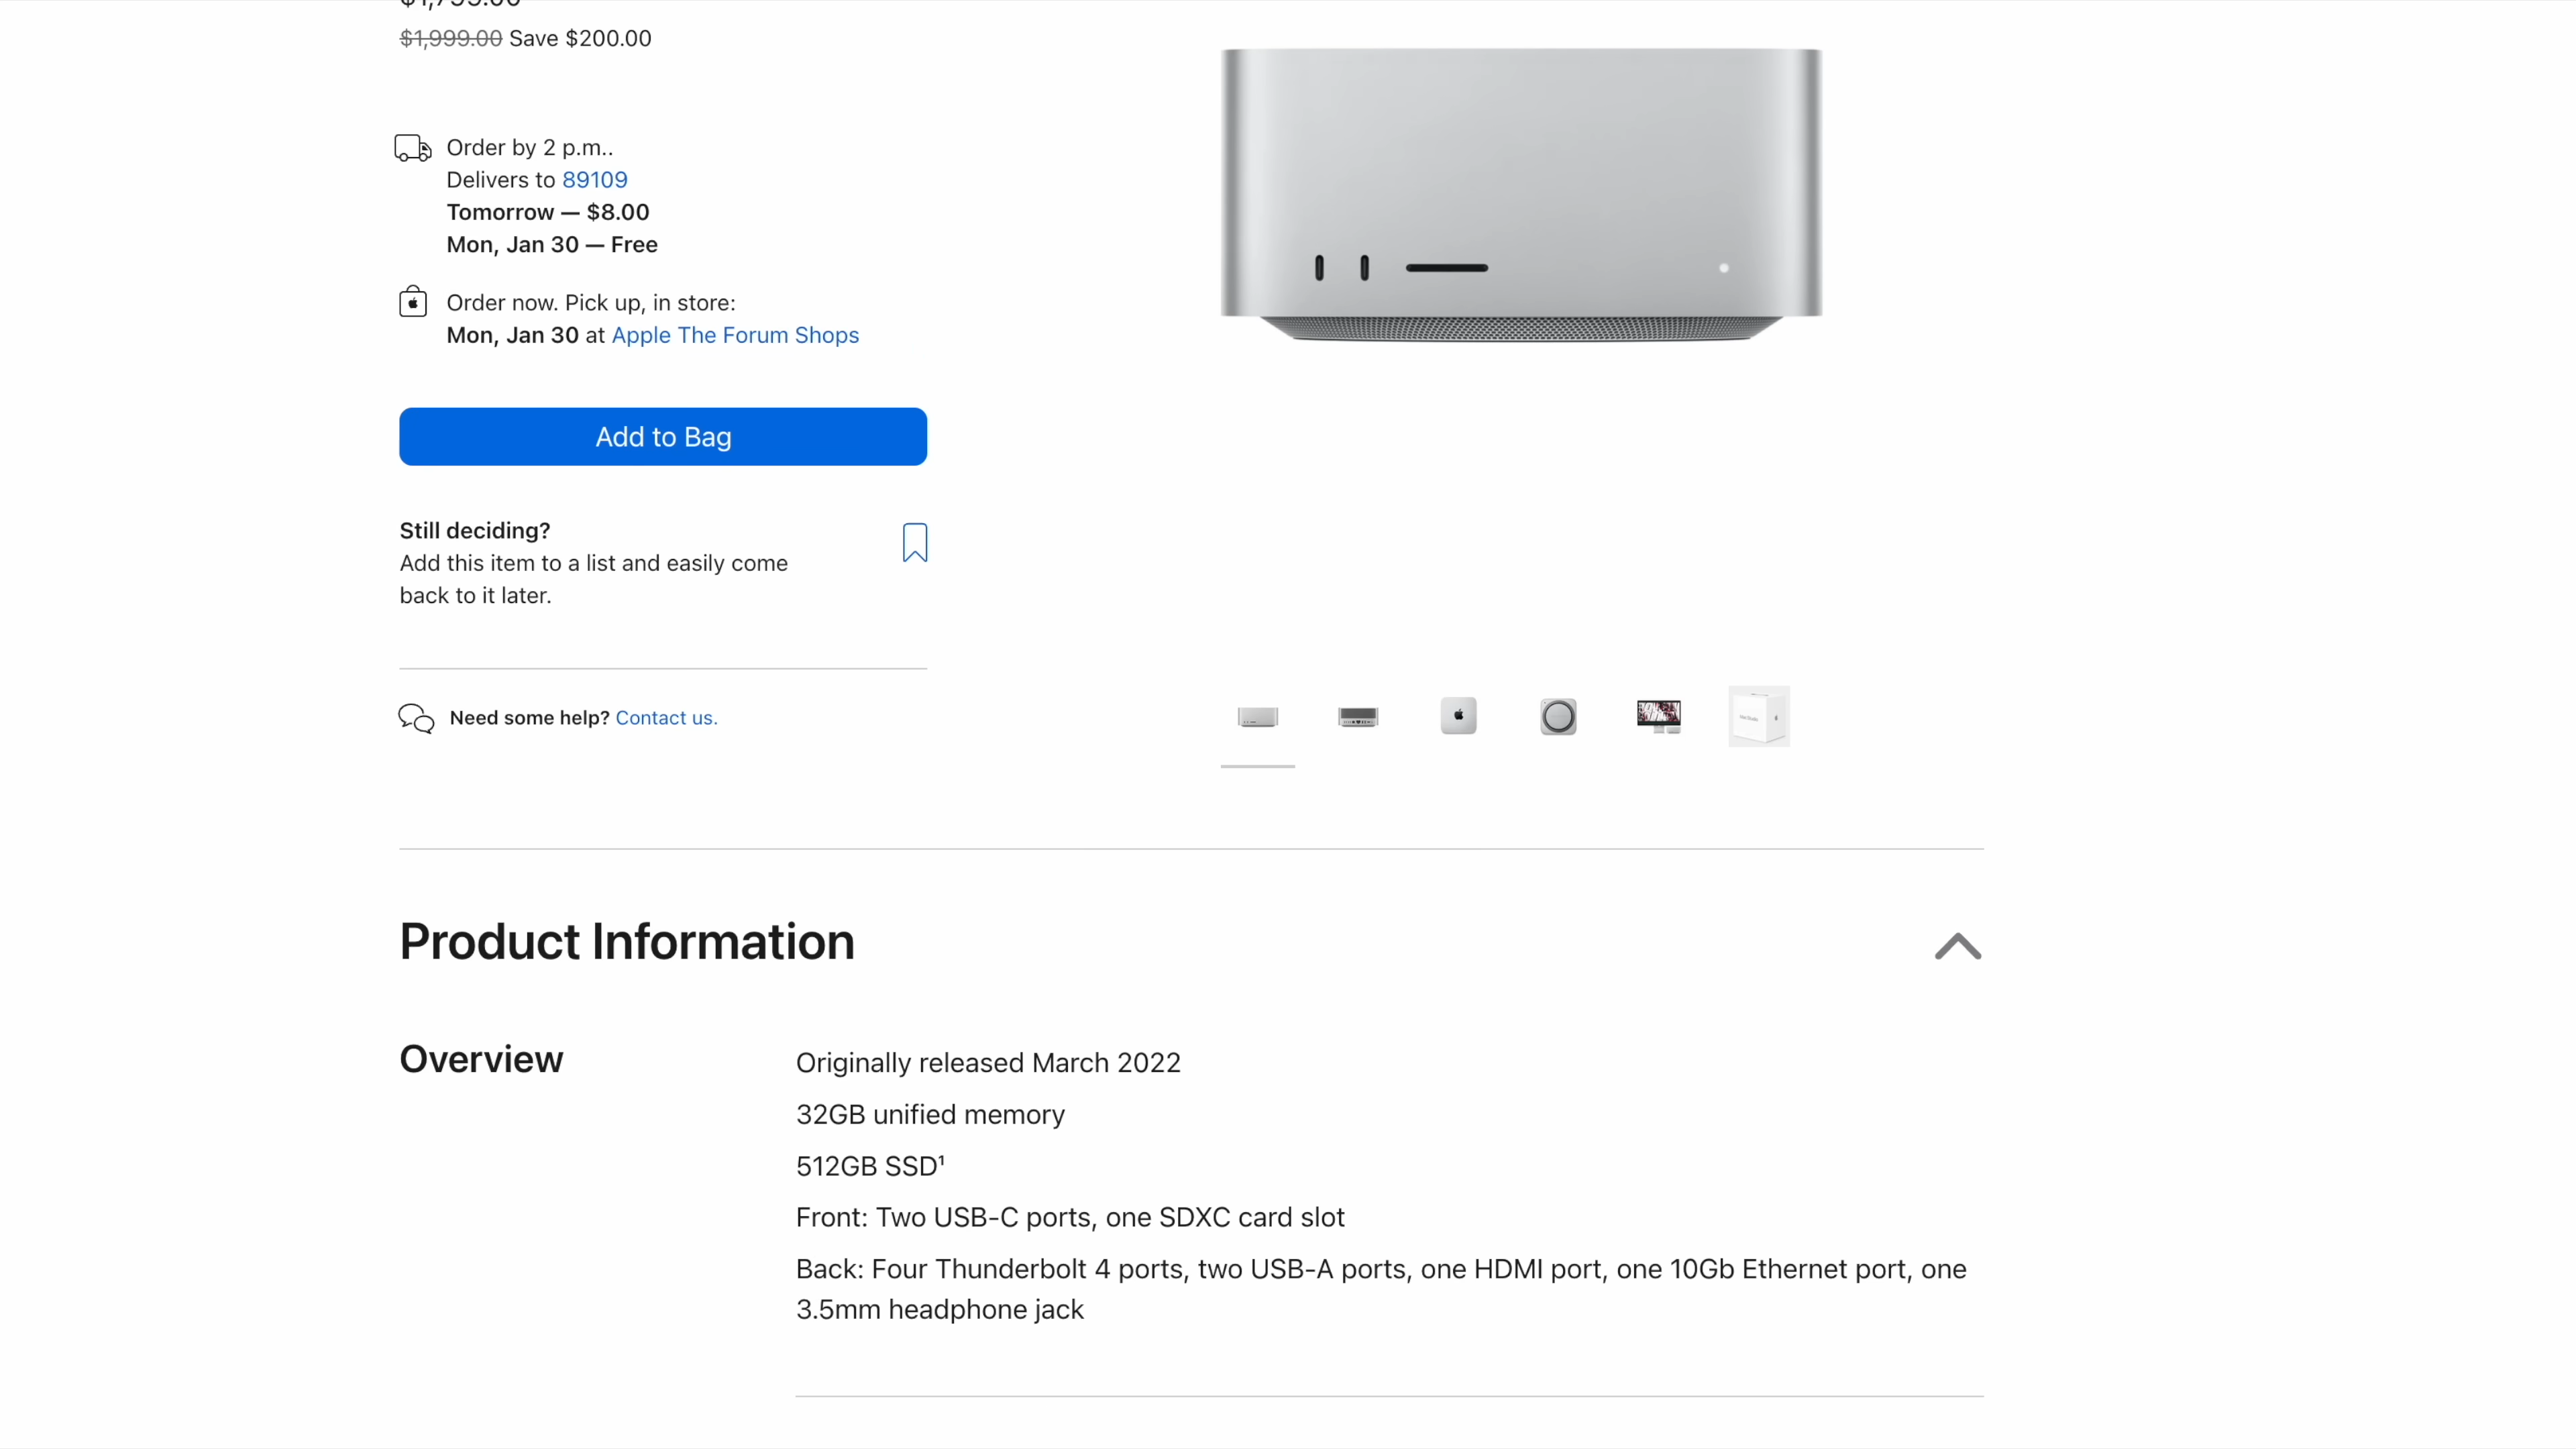 $1,799.00
$1,999.00 Save $200.00
Order by 2 p.m..
Delivers to 89109
Tomorrow — $8.00
Mon, Jan 30 — Free
Order now. Pick up, in store:
Mon, Jan 30 at Apple The Forum Shops
Add to Bag
Still deciding?
Add this item to a list and easily come
back to it later.
Need some help? Contact us.
Product Information
Overview
Originally released March 2022
32GB unified memory
512GB SSD¹
Front: Two USB-C ports, one SDXC card slot
Back: Four Thunderbolt 4 ports, two USB-A ports, one HDMI port, one 10Gb Ethernet port, one
3.5mm headphone jack